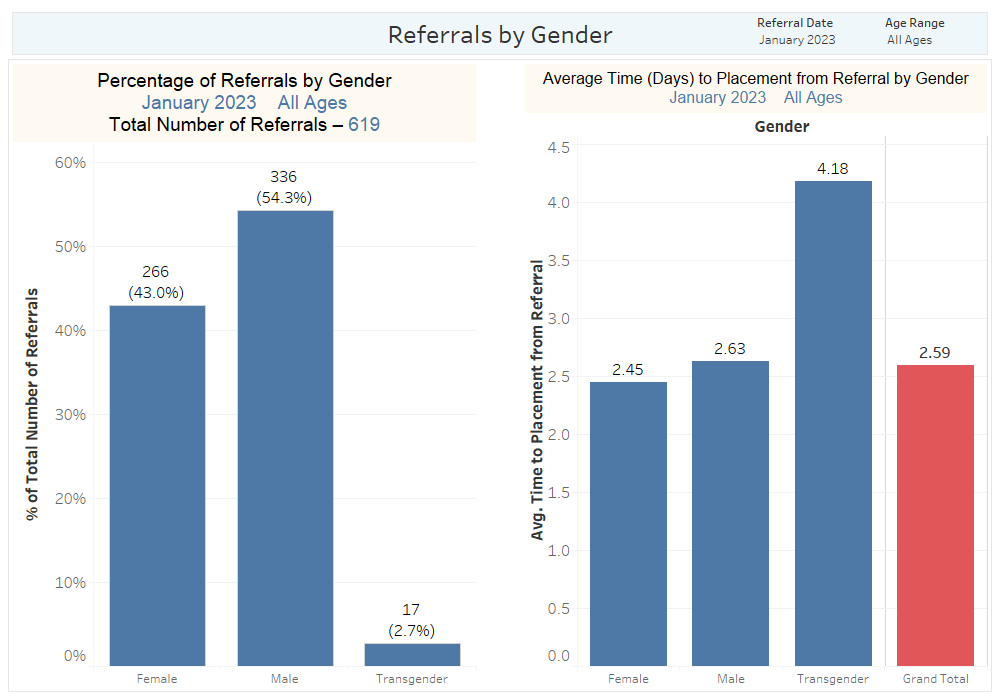 Referrals by Gender
Referral Date
January 2023
Age Range
All Ages
Percentage of Referrals by Gender
January 2023 All Ages
Total Number of Referrals – 619
% of Total Number of Referrals
60%
50%
40%
30%
20%
10%
0%
266
(43.0%)
336
(54.3%)
17
(2.7%)
Female
Male
Transgender
Average Time (Days) to Placement from Referral by Gender
January 2023 All Ages
Gender
Avg. Time to Placement from Referral
4.5
4.0
3.5
3.0
2.5
2.0
1.5
1.0
0.5
0.0
2.45
2.63
4.18
2.59
Female
Male
Transgender
Grand Total